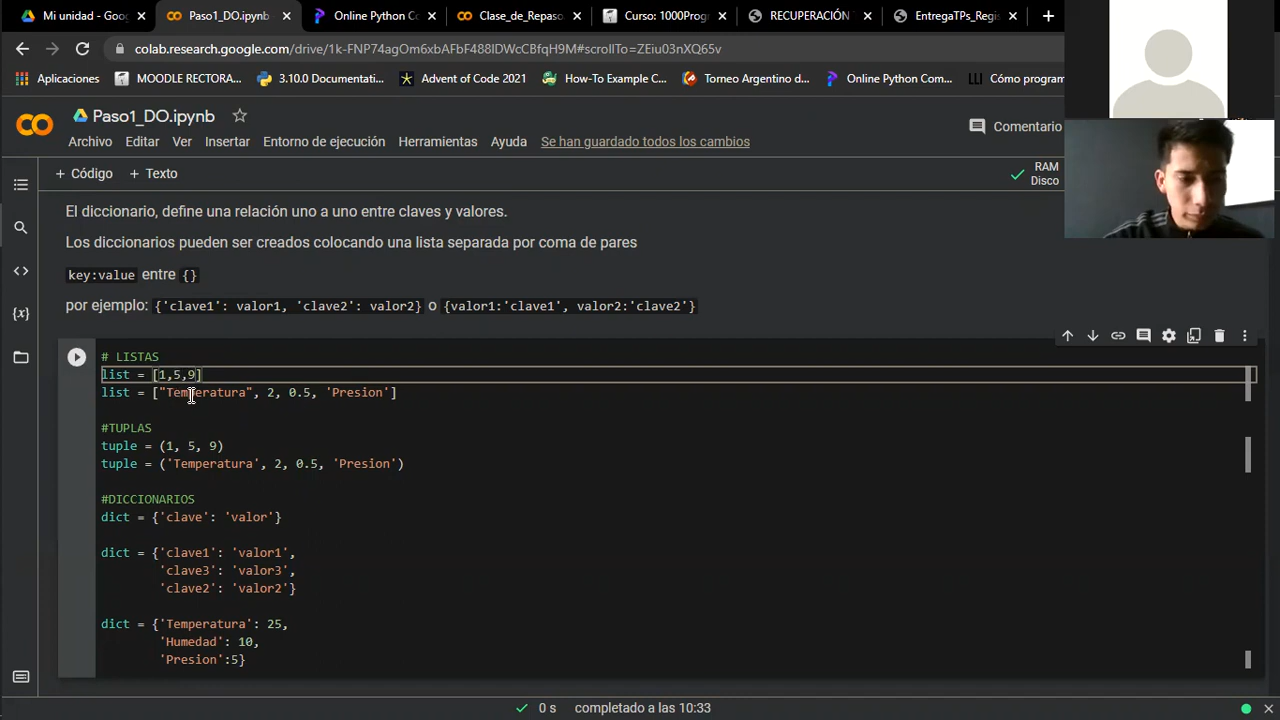 Mi unidad - G
Paso1_DO.ipynb
Online Python Co
Clase_de_Repaso.
Curso: 1000Prog
RECUPERACIÓN
EntregaTPs_Regis
colab.research.google.com/drive/1k-FNP74agOm6xbAFbF488IDWcCBfqH9M#scrollTo=ZEiu03nXQ65v
Aplicaciones
MOODLE RECTORA...
3.10.0 Documentati...
Advent of Code 2021
How-To Example C...
Torneo Argentino d...
Online Python Com...
Cómo program
Paso1_DO.ipynb
Archivo Editar Ver Insertar Entorno de ejecución Herramientas Ayuda Se han guardado todos los cambios
Comentario
+ Código + Texto
RAM
Disco
El diccionario, define una relación uno a uno entre claves y valores.
Los diccionarios pueden ser creados colocando una lista separada por coma de pares
key:value entre {}
por ejemplo: {'clave1': valor1, 'clave2': valor2} o {valor1:'clave1', valor2:'clave2'}
# LISTAS
list = [1,5,9]
list = ["Temperatura", 2, 0.5, 'Presion']
#TUPLAS
tuple = (1, 5, 9)
tuple = ('Temperatura', 2, 0.5, 'Presion')
#DICCIONARIOS
dict = {'clave': 'valor'}
dict = {'clave1': 'valor1',
'clave3': 'valor3',
'clave2': 'valor2'}
dict = {'Temperatura': 25,
'Humedad': 10,
'Presion':5}
0 s completado a las 10:33